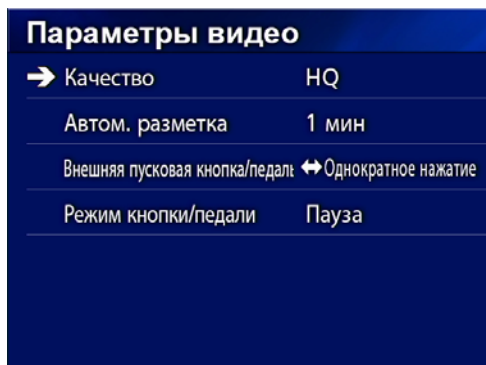 Параметры видео
Качество HQ
Автом. разметка 1 мин
Внешняя пусковая кнопка/педаль Однократное нажатие
Режим кнопки/педали Пауза